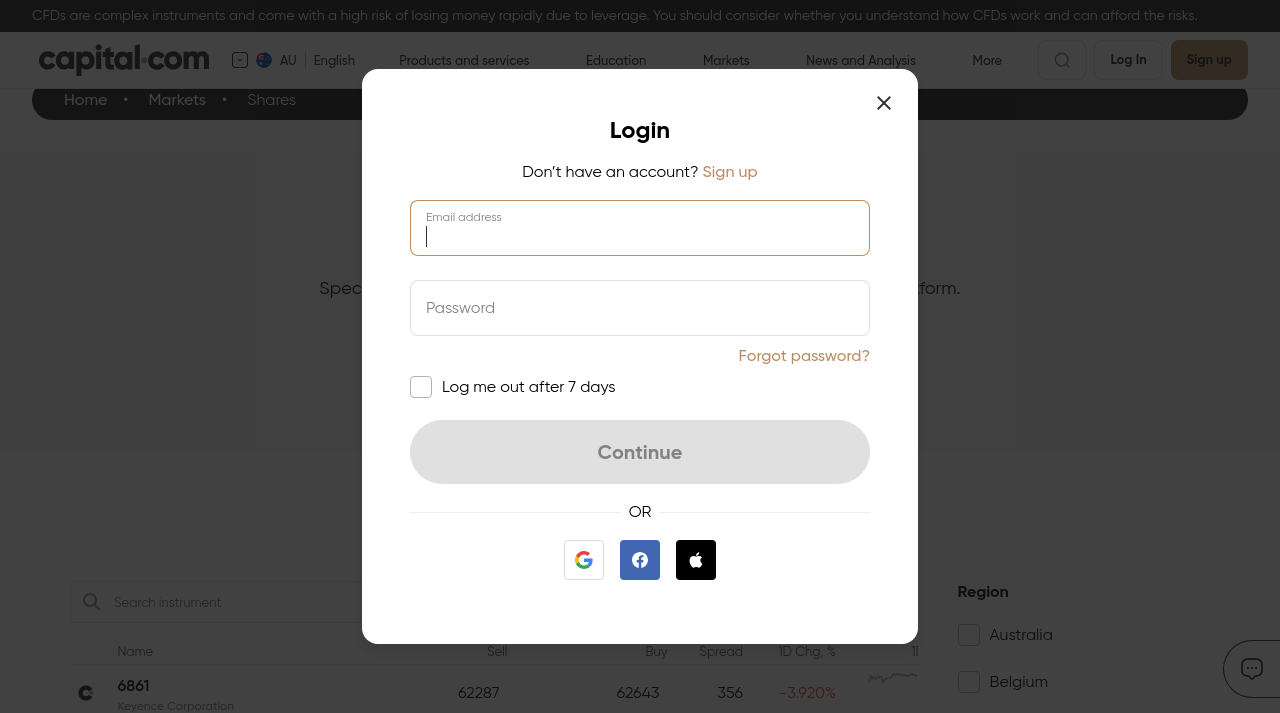 CFDs are complex instruments and come with a high risk of losing money rapidly due to leverage. You should consider whether you understand how CFDs work and can afford the risks.
capital.com AU English Products and services Education Markets News and Analysis More Log In Sign up
Home • Markets • Shares
Login
Don't have an account? Sign up
Email address
Spec
tform.
Password
Forgot password?
Log me out after 7 days
Continue
OR
Region
Search instrument
Australia
Name Sell Buy Spread 1D Chg, %
Belgium
6861 62287 62643 356 -3.920%
Keyence Corporation